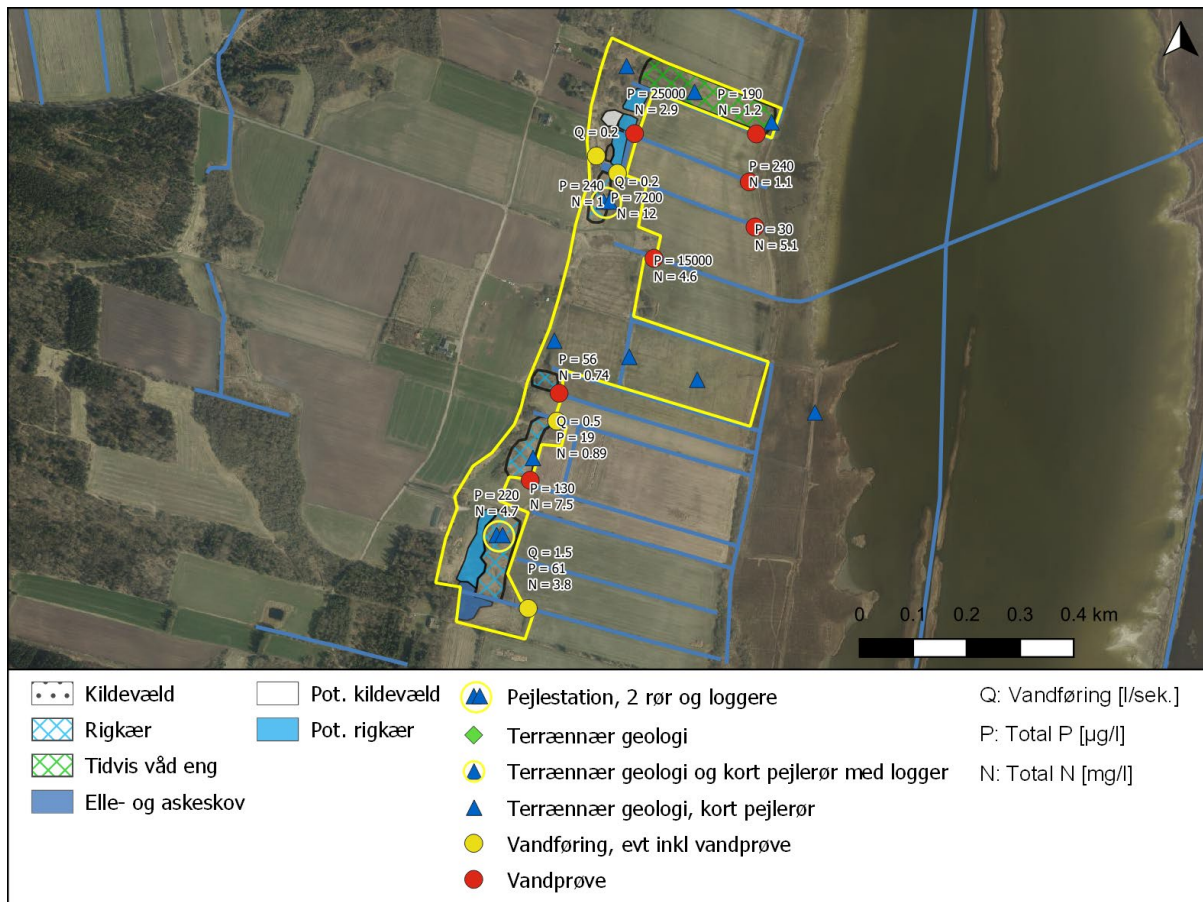 P = 25000
N = 2.9
P = 190
N = 1.2
Q = 0.2
P = 240
N = 1.1
Q = 0.2
P = 240
N = 1
P = 7200
N = 12
P = 30
N = 5.1
P = 15000
N = 4.6
P = 56
N = 0.74
Q = 0.5
P = 19
N = 0.89
P = 220
N = 4.7
P = 130
N = 7.5
Q = 1.5
P = 61
N = 3.8
0 0.1 0.2 0.3 0.4 km
Kildevæld
Rigkær
Tidvis våd eng
Elle- og askeskov
Pot. kildevæld
Pot. rigkær
Pejlestation, 2 rør og loggere
Terrænnær geologi
Terrænnær geologi og kort pejlerør med logger
Terrænnær geologi, kort pejlerør
Vandføring, evt inkl vandprøve
Vandprøve
Q: Vandføring [l/sek.]
P: Total P [µg/l]
N: Total N [mg/l]